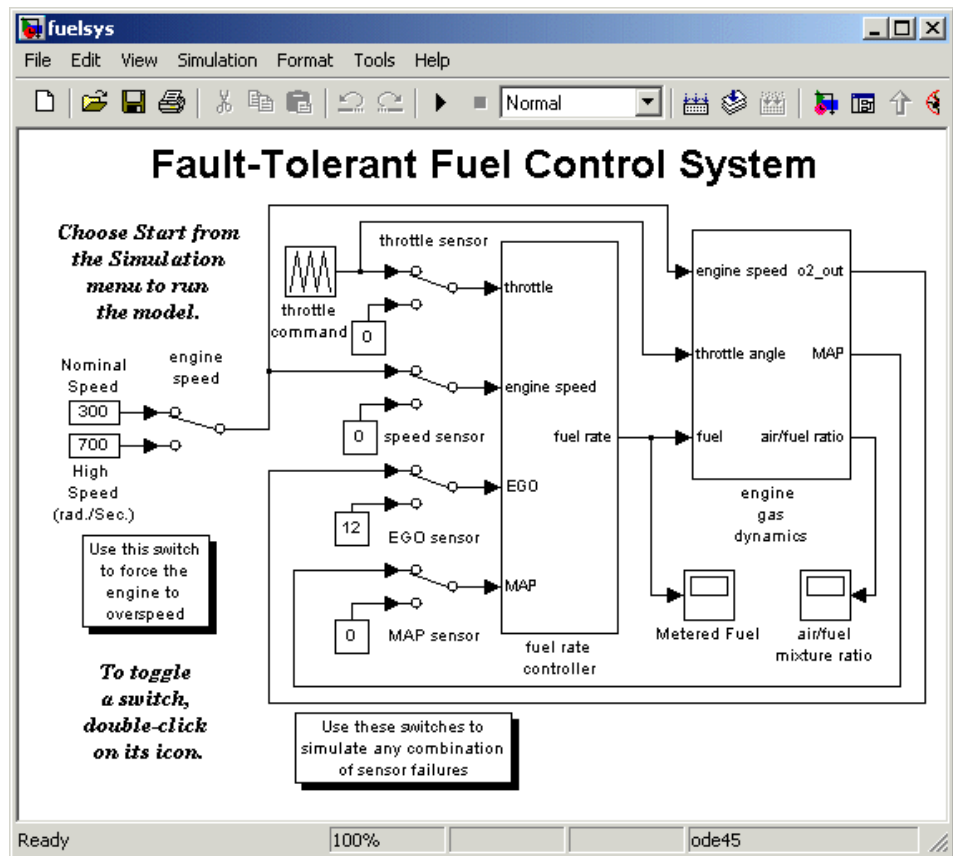 fuelsys
File Edit View Simulation Format Tools Help
Normal
Fault-Tolerant Fuel Control System
Choose Start from
the Simulation
menu to run
the model.
throttle
command
throttle sensor
0
throttle
engine speed
o2_out
throttle angle
MAP
fuel
air/fuel ratio
engine
gas
dynamics
Nominal
Speed
300
700
High
Speed
(rad./Sec.)
engine
speed
engine speed
0
speed sensor
fuel rate
EGO
12
EGO sensor
MAP
0
MAP sensor
fuel rate
controller
Metered Fuel
air/fuel
mixture ratio
Use this switch
to force the
engine to
overspeed
To toggle
a switch,
double-click
on its icon.
Use these switches to
simulate any combination
of sensor failures
Ready
100%
ode45